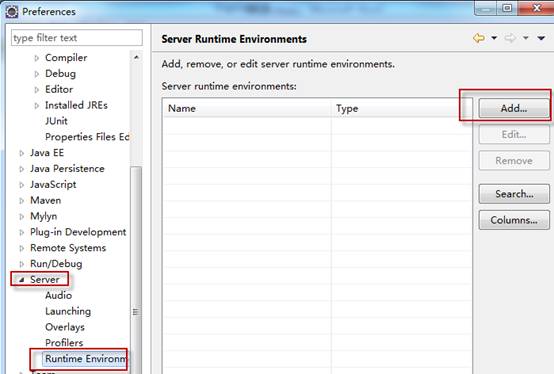 Preferences
type filter text
Compiler
Debug
Editor
Installed JREs
JUnit
Properties Files Ed
Java EE
Java Persistence
JavaScript
Maven
Mylyn
Plug-in Development
Remote Systems
Run/Debug
Server
Audio
Launching
Overlays
Profilers
Runtime Environm
Server Runtime Environments
Add, remove, or edit server runtime environments.
Server runtime environments:
Name Type
Add...
Edit...
Remove
Search...
Columns...